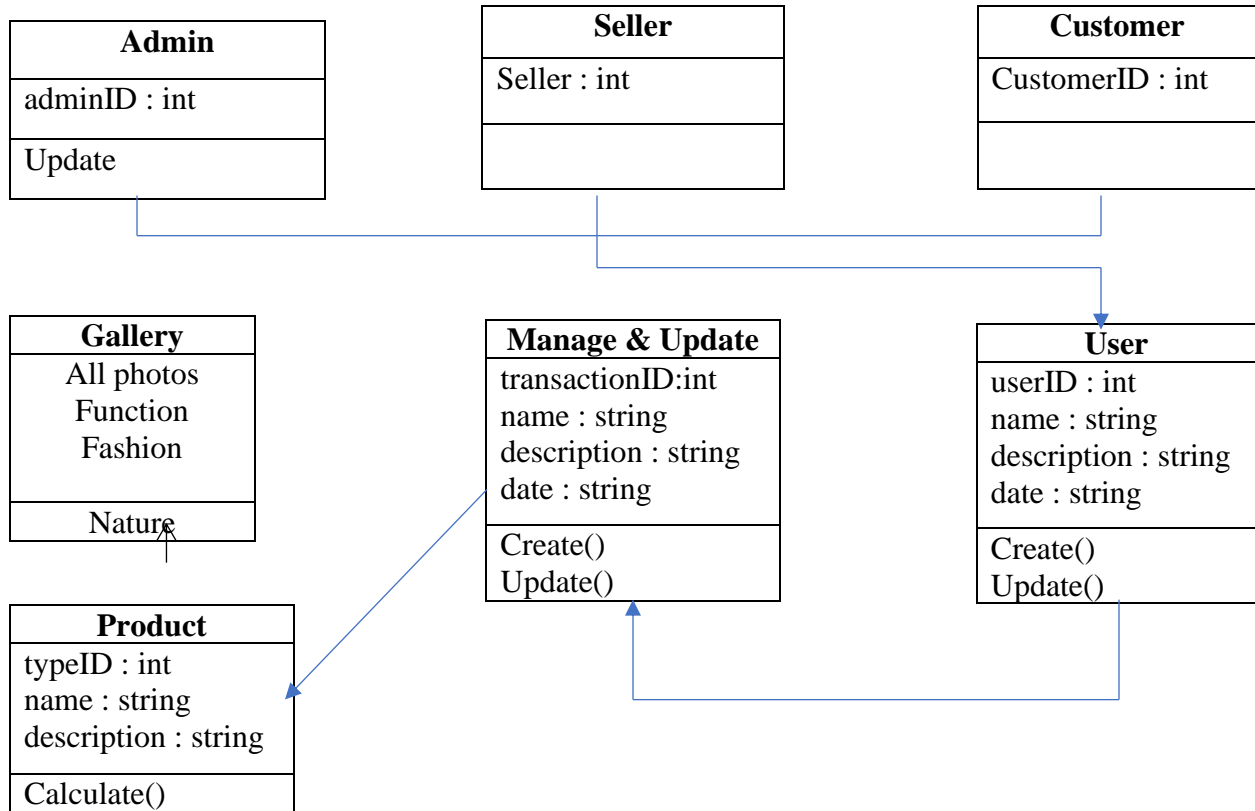 Admin
adminID : int
Update
Seller
Seller : int
Customer
CustomerID : int
Gallery
All photos
Function
Fashion
Nature
Manage & Update
transactionID:int
name : string
description : string
date : string
Create()
Update()
User
userID : int
name : string
description : string
date : string
Create()
Update()
Product
typeID : int
name : string
description : string
Calculate()